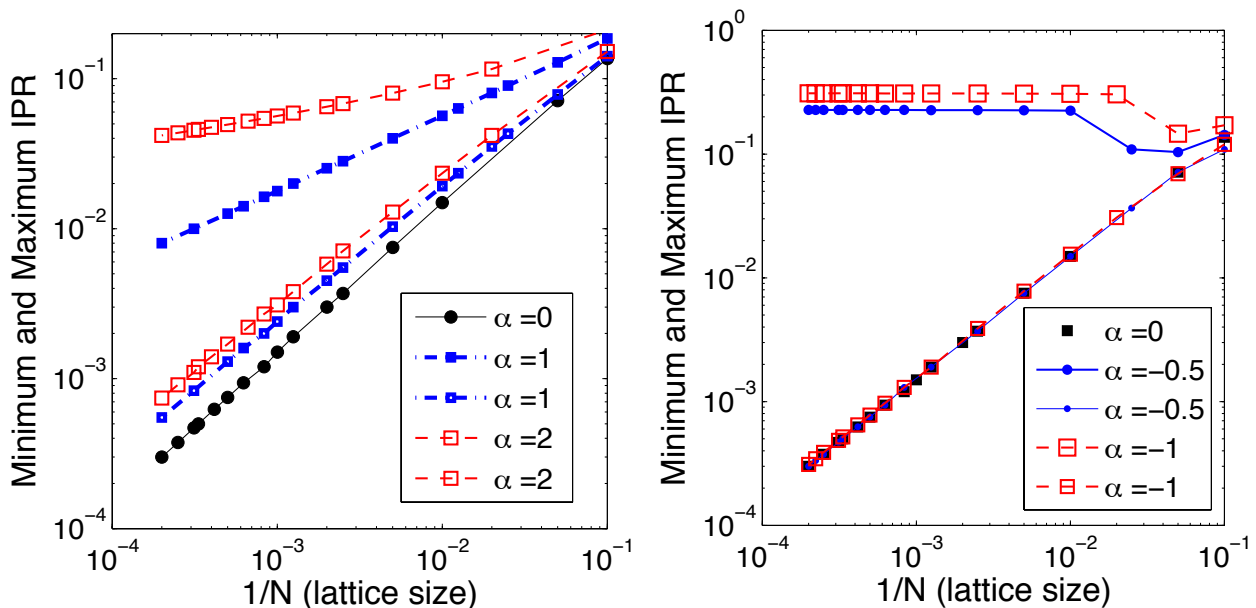 Minimum and Maximum IPR
10⁻¹
10⁻²
10⁻³
10⁻⁴
α =0
α =1
α =1
α =2
α =2
10⁻⁴
10⁻³
10⁻²
10⁻¹
1/N (lattice size)
Minimum and Maximum IPR
10⁰
10⁻¹
10⁻²
10⁻³
10⁻⁴
α =0
α =−0.5
α =−0.5
α =−1
α =−1
10⁻⁴
10⁻³
10⁻²
10⁻¹
1/N (lattice size)